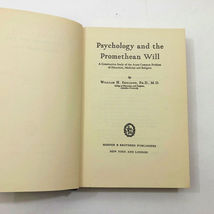 Psychology and the
Promethean Will
A Constructive Study of the Acute Common Problem
of Education, Medicine and Religion
by
William H. Sheldon, Ph.D., M.D.
HARPER & BROTHERS PUBLISHERS
NEW YORK AND LONDON